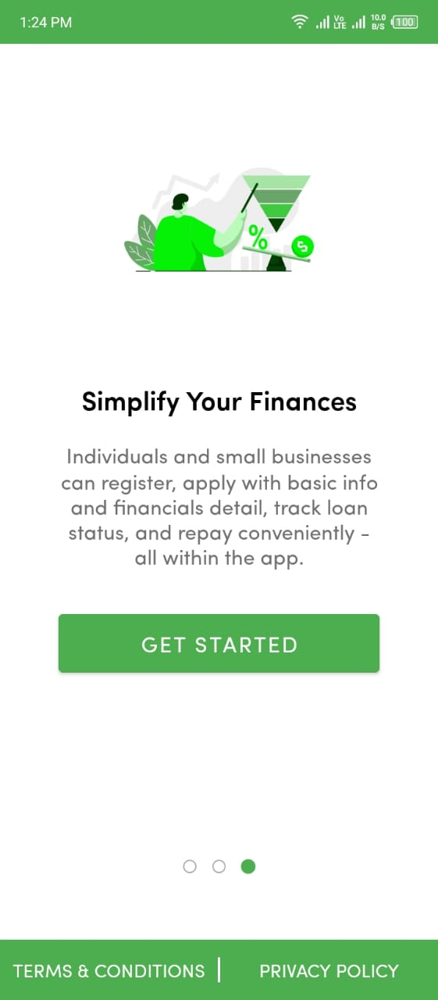 1:24 PM
Vo LTE
10.0 B/S
100
%
$
Simplify Your Finances
Individuals and small businesses
can register, apply with basic info
and financials detail, track loan
status, and repay conveniently -
all within the app.
GET STARTED
TERMS & CONDITIONS | PRIVACY POLICY